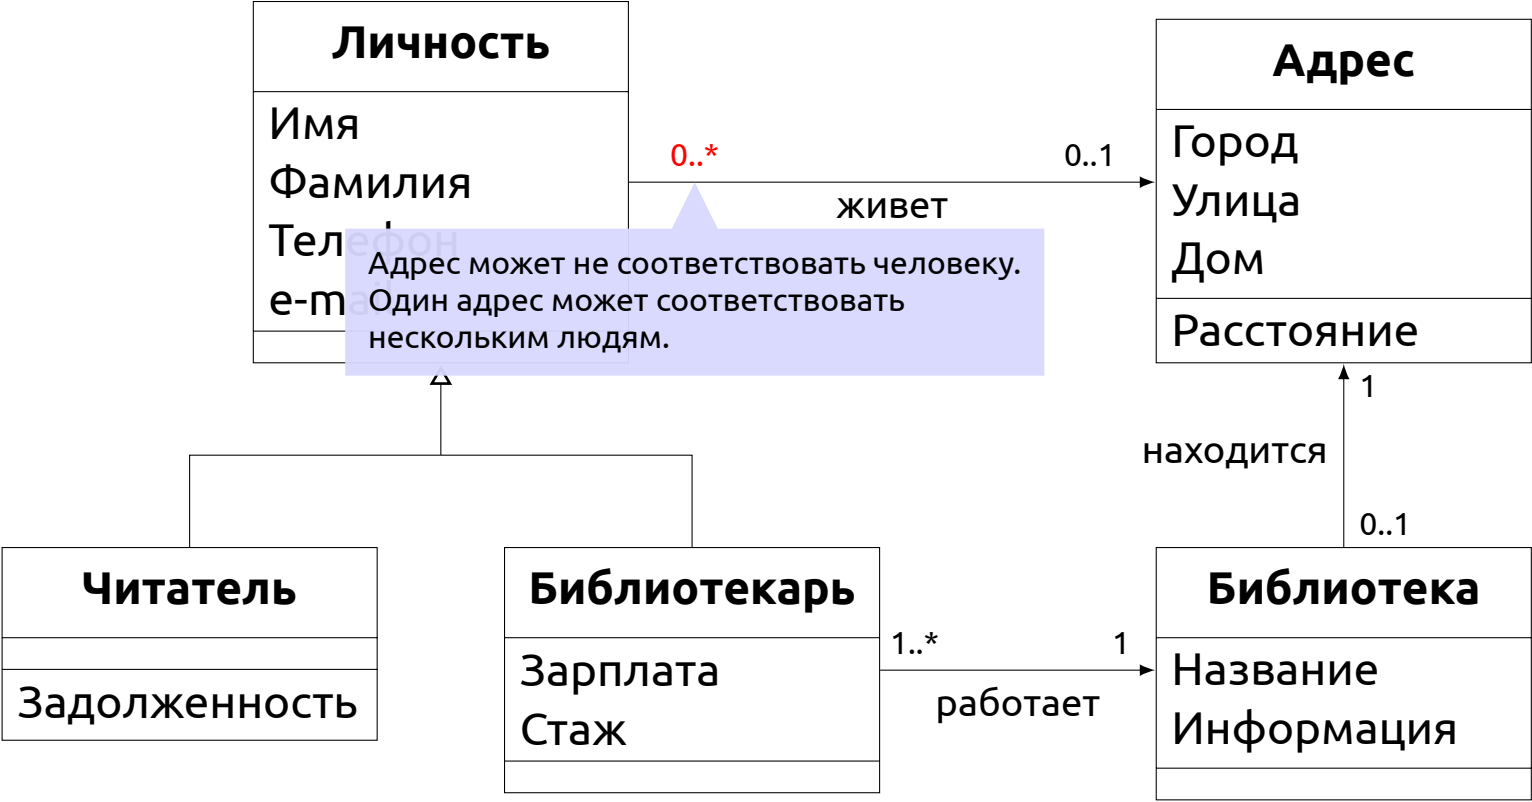 Личность
Имя
Фамилия
Телефон
e-mail
0..*
0..1
живет
Адрес может не соответствовать человеку.
Один адрес может соответствовать
нескольким людям.
Адрес
Город
Улица
Дом
Расстояние
1
находится
0..1
Читатель
Задолженность
Библиотекарь
Зарплата
Стаж
1..*
1
работает
Библиотека
Название
Информация